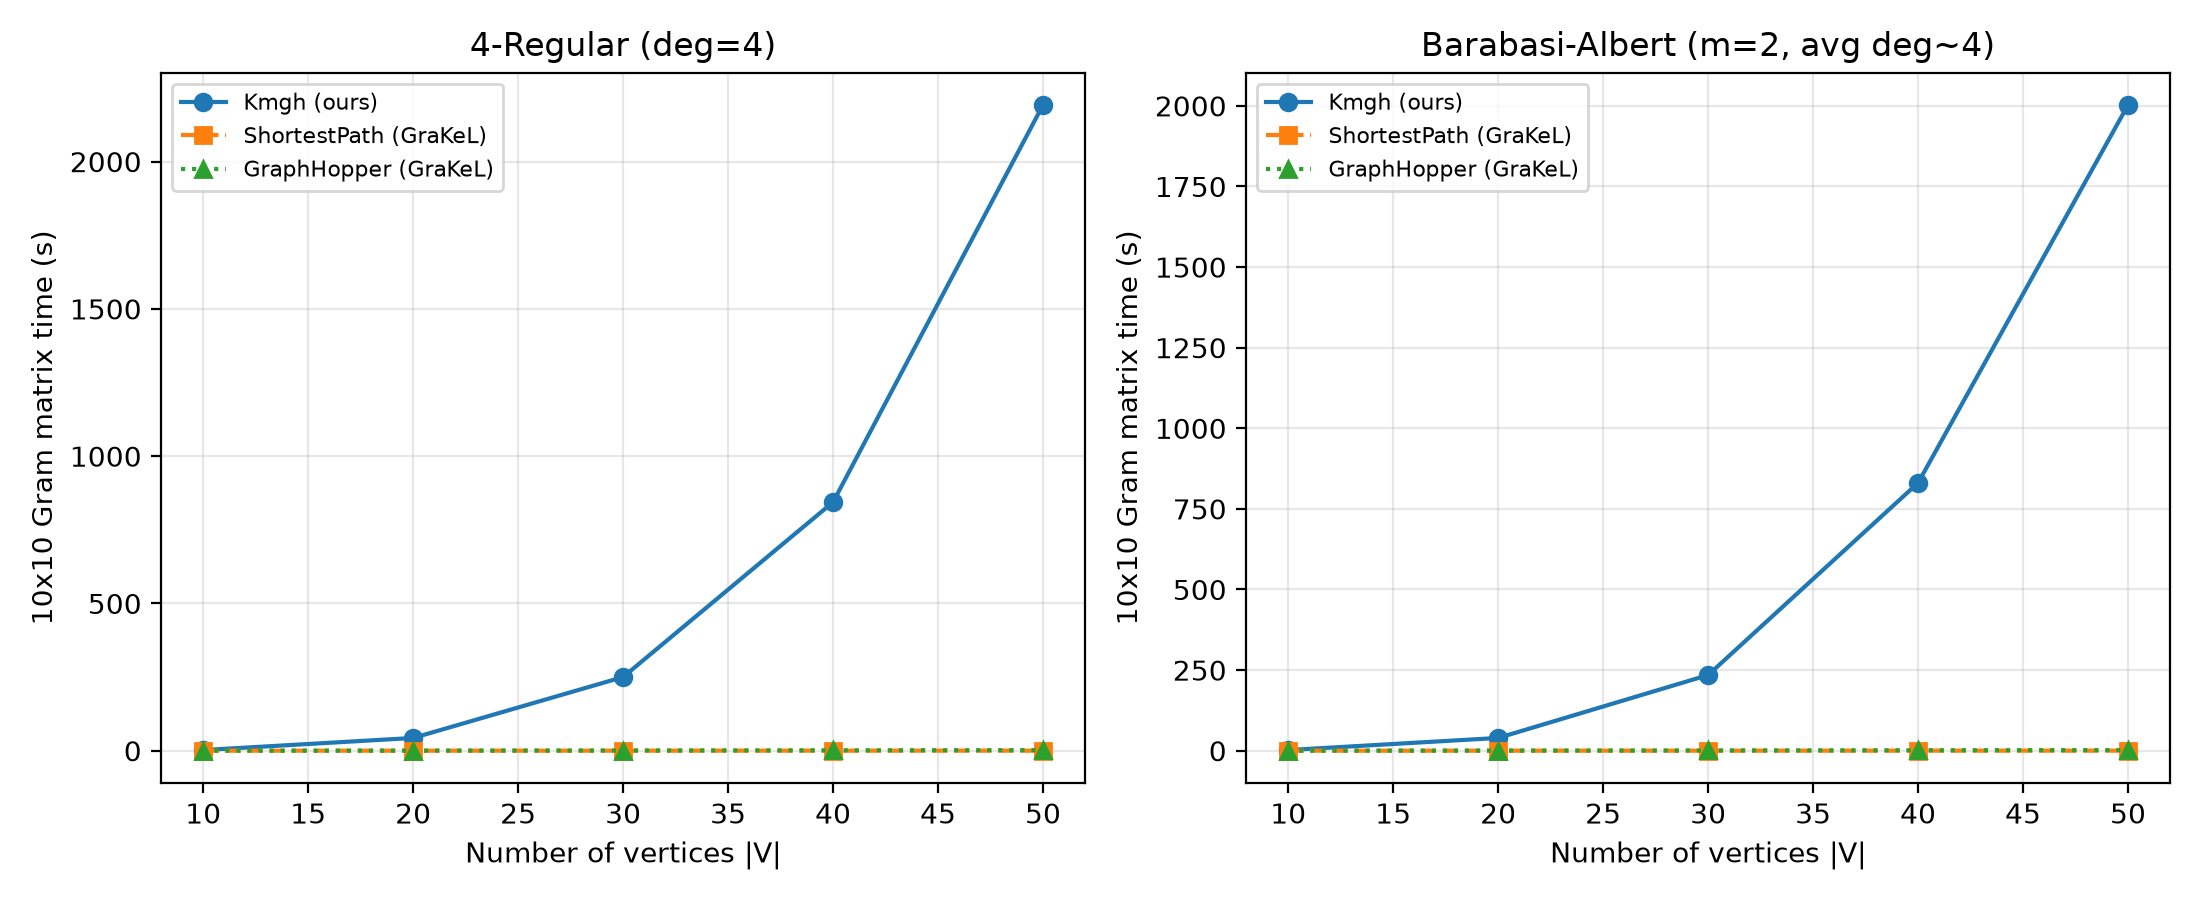 4-Regular (deg=4)
Kmgh (ours)
ShortestPath (GraKeL)
GraphHopper (GraKeL)
10x10 Gram matrix time (s)
2000
1500
1000
500
0
10 15 20 25 30 35 40 45 50
Number of vertices |V|
Barabasi-Albert (m=2, avg deg~4)
Kmgh (ours)
ShortestPath (GraKeL)
GraphHopper (GraKeL)
10x10 Gram matrix time (s)
2000
1750
1500
1250
1000
750
500
250
0
10 15 20 25 30 35 40 45 50
Number of vertices |V|